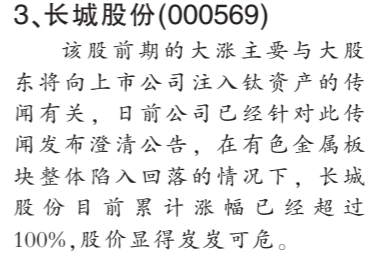 3、长城股份(000569)
该股前期的大涨主要与大股
东将向上市公司注入钛资产的传
闻有关，日前公司已经针对此传
闻发布澄清公告，在有色金属板
块整体陷入回落的情况下，长城
股份目前累计涨幅已经超过
100%,股价显得岌岌可危。